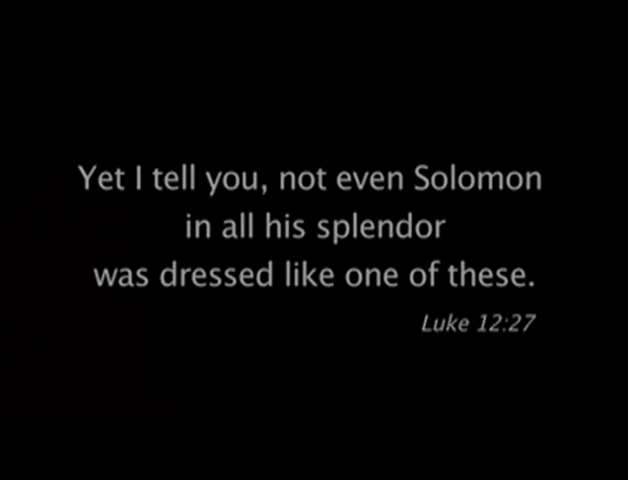 Yet I tell you, not even Solomon
in all his splendor
was dressed like one of these.
Luke 12:27